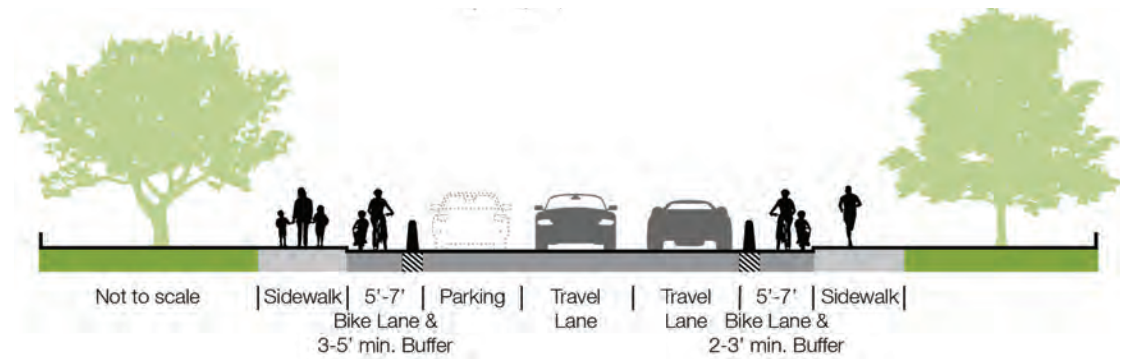 Not to scale
Sidewalk
5'-7'
Bike Lane &
3-5' min. Buffer
Parking
Travel
Lane
Travel
Lane
5'-7'
Bike Lane &
2-3' min. Buffer
Sidewalk